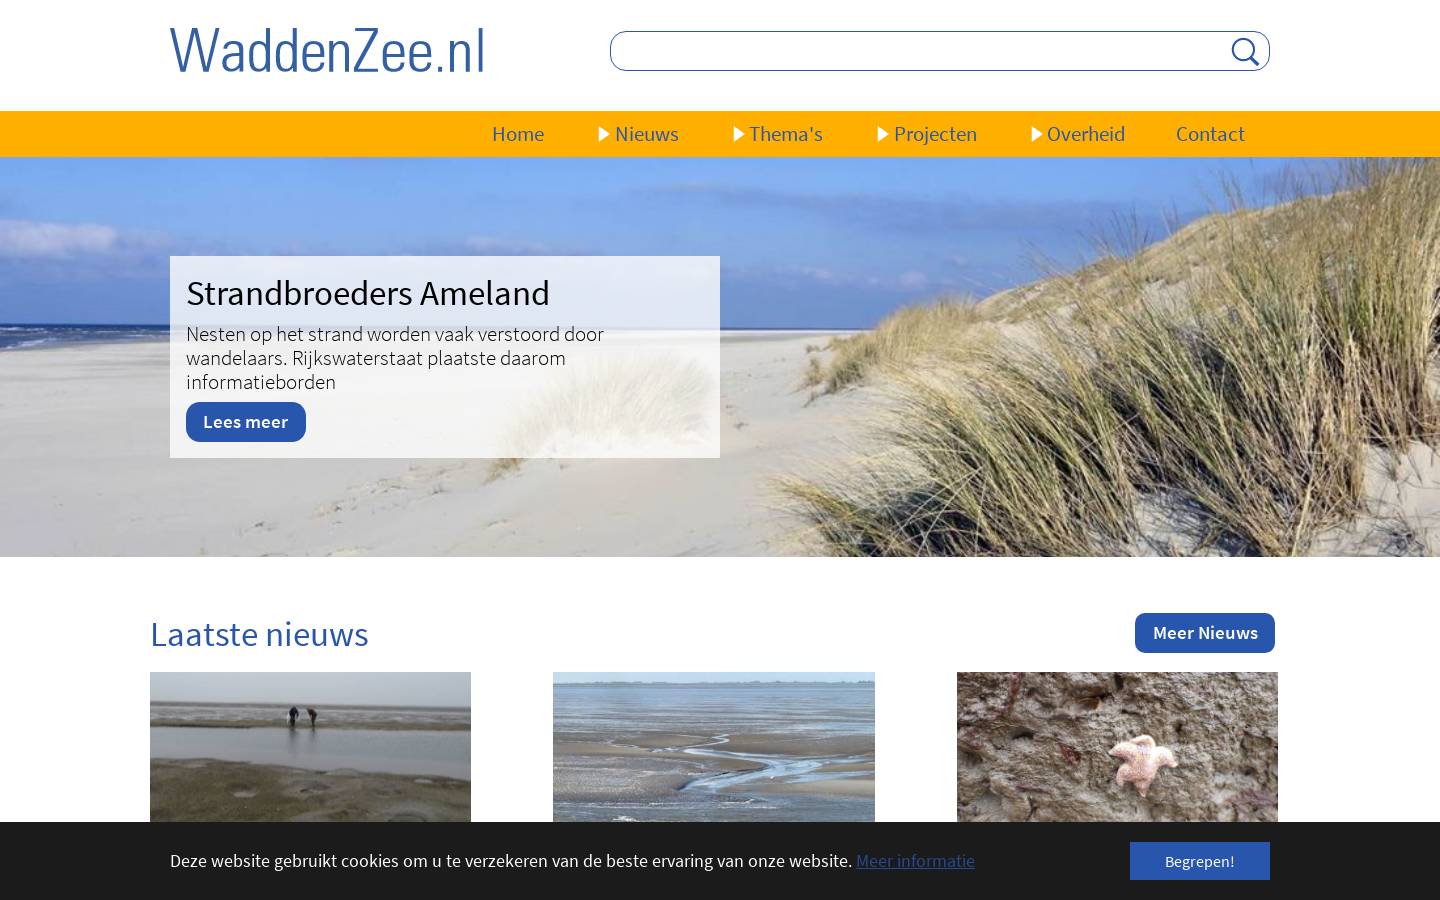 WaddenZee.nl
Home
Nieuws
Thema's
Projecten
Overheid
Contact
Strandbroeders Ameland
Nesten op het strand worden vaak verstoord door
wandelaars. Rijkswaterstaat plaatste daarom
informatieborden
Lees meer
Laatste nieuws
Meer Nieuws
Deze website gebruikt cookies om u te verzekeren van de beste ervaring van onze website. Meer informatie
Begrepen!